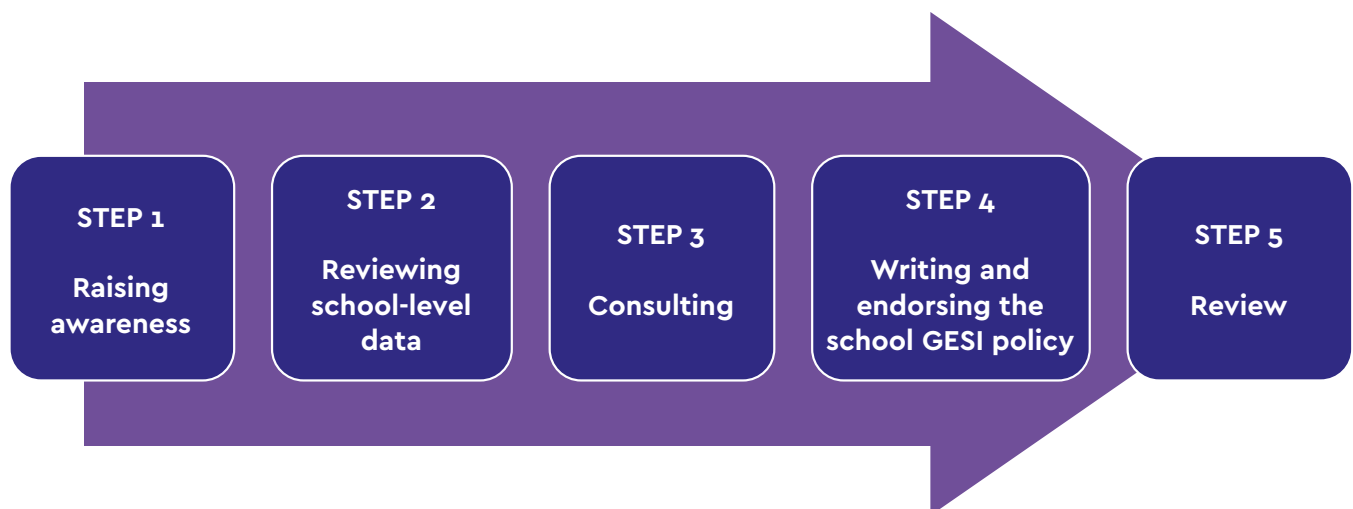 STEP 1
Raising
awareness
STEP 2
Reviewing
school-level
data
STEP 3
Consulting
STEP 4
Writing and
endorsing the
school GESI policy
STEP 5
Review